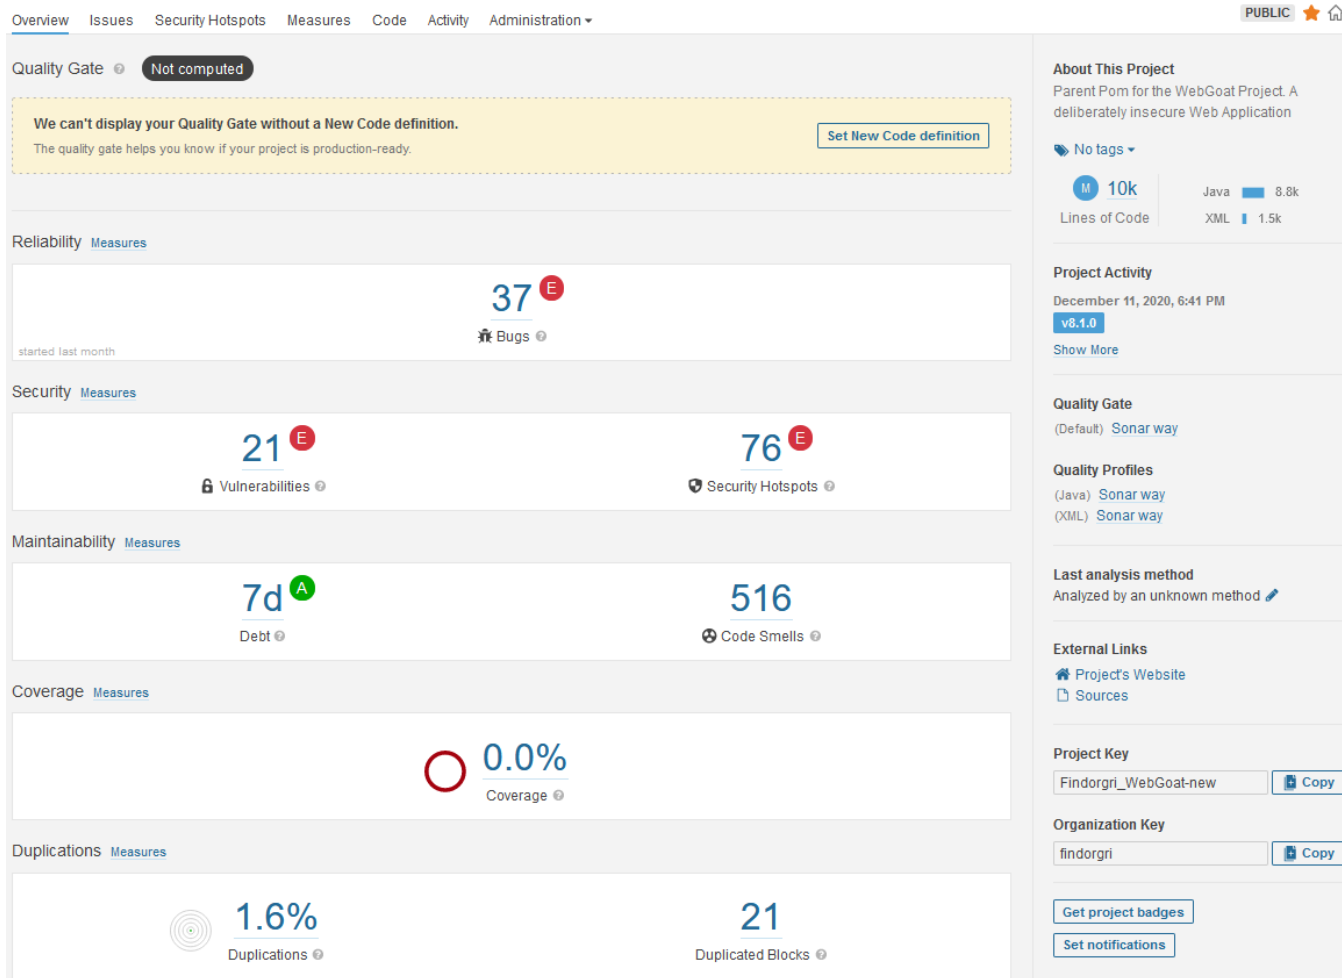 Overview Issues Security Hotspots Measures Code Activity Administration
PUBLIC
Quality Gate Not computed
We can't display your Quality Gate without a New Code definition.
The quality gate helps you know if your project is production-ready.
Set New Code definition
Reliability Measures
37 E
Bugs
started last month
Security Measures
21 E
Vulnerabilities
76 E
Security Hotspots
Maintainability Measures
7d A
Debt
516
Code Smells
Coverage Measures
0.0%
Coverage
Duplications Measures
1.6%
Duplications
21
Duplicated Blocks
About This Project
Parent Pom for the WebGoat Project. A
deliberately insecure Web Application
No tags
M 10k
Lines of Code
Java 8.8k
XML 1.5k
Project Activity
December 11, 2020, 6:41 PM
v8.1.0
Show More
Quality Gate
(Default) Sonar way
Quality Profiles
(Java) Sonar way
(XML) Sonar way
Last analysis method
Analyzed by an unknown method
External Links
Project's Website
Sources
Project Key
Findorgri_WebGoat-new Copy
Organization Key
findorgri Copy
Get project badges
Set notifications